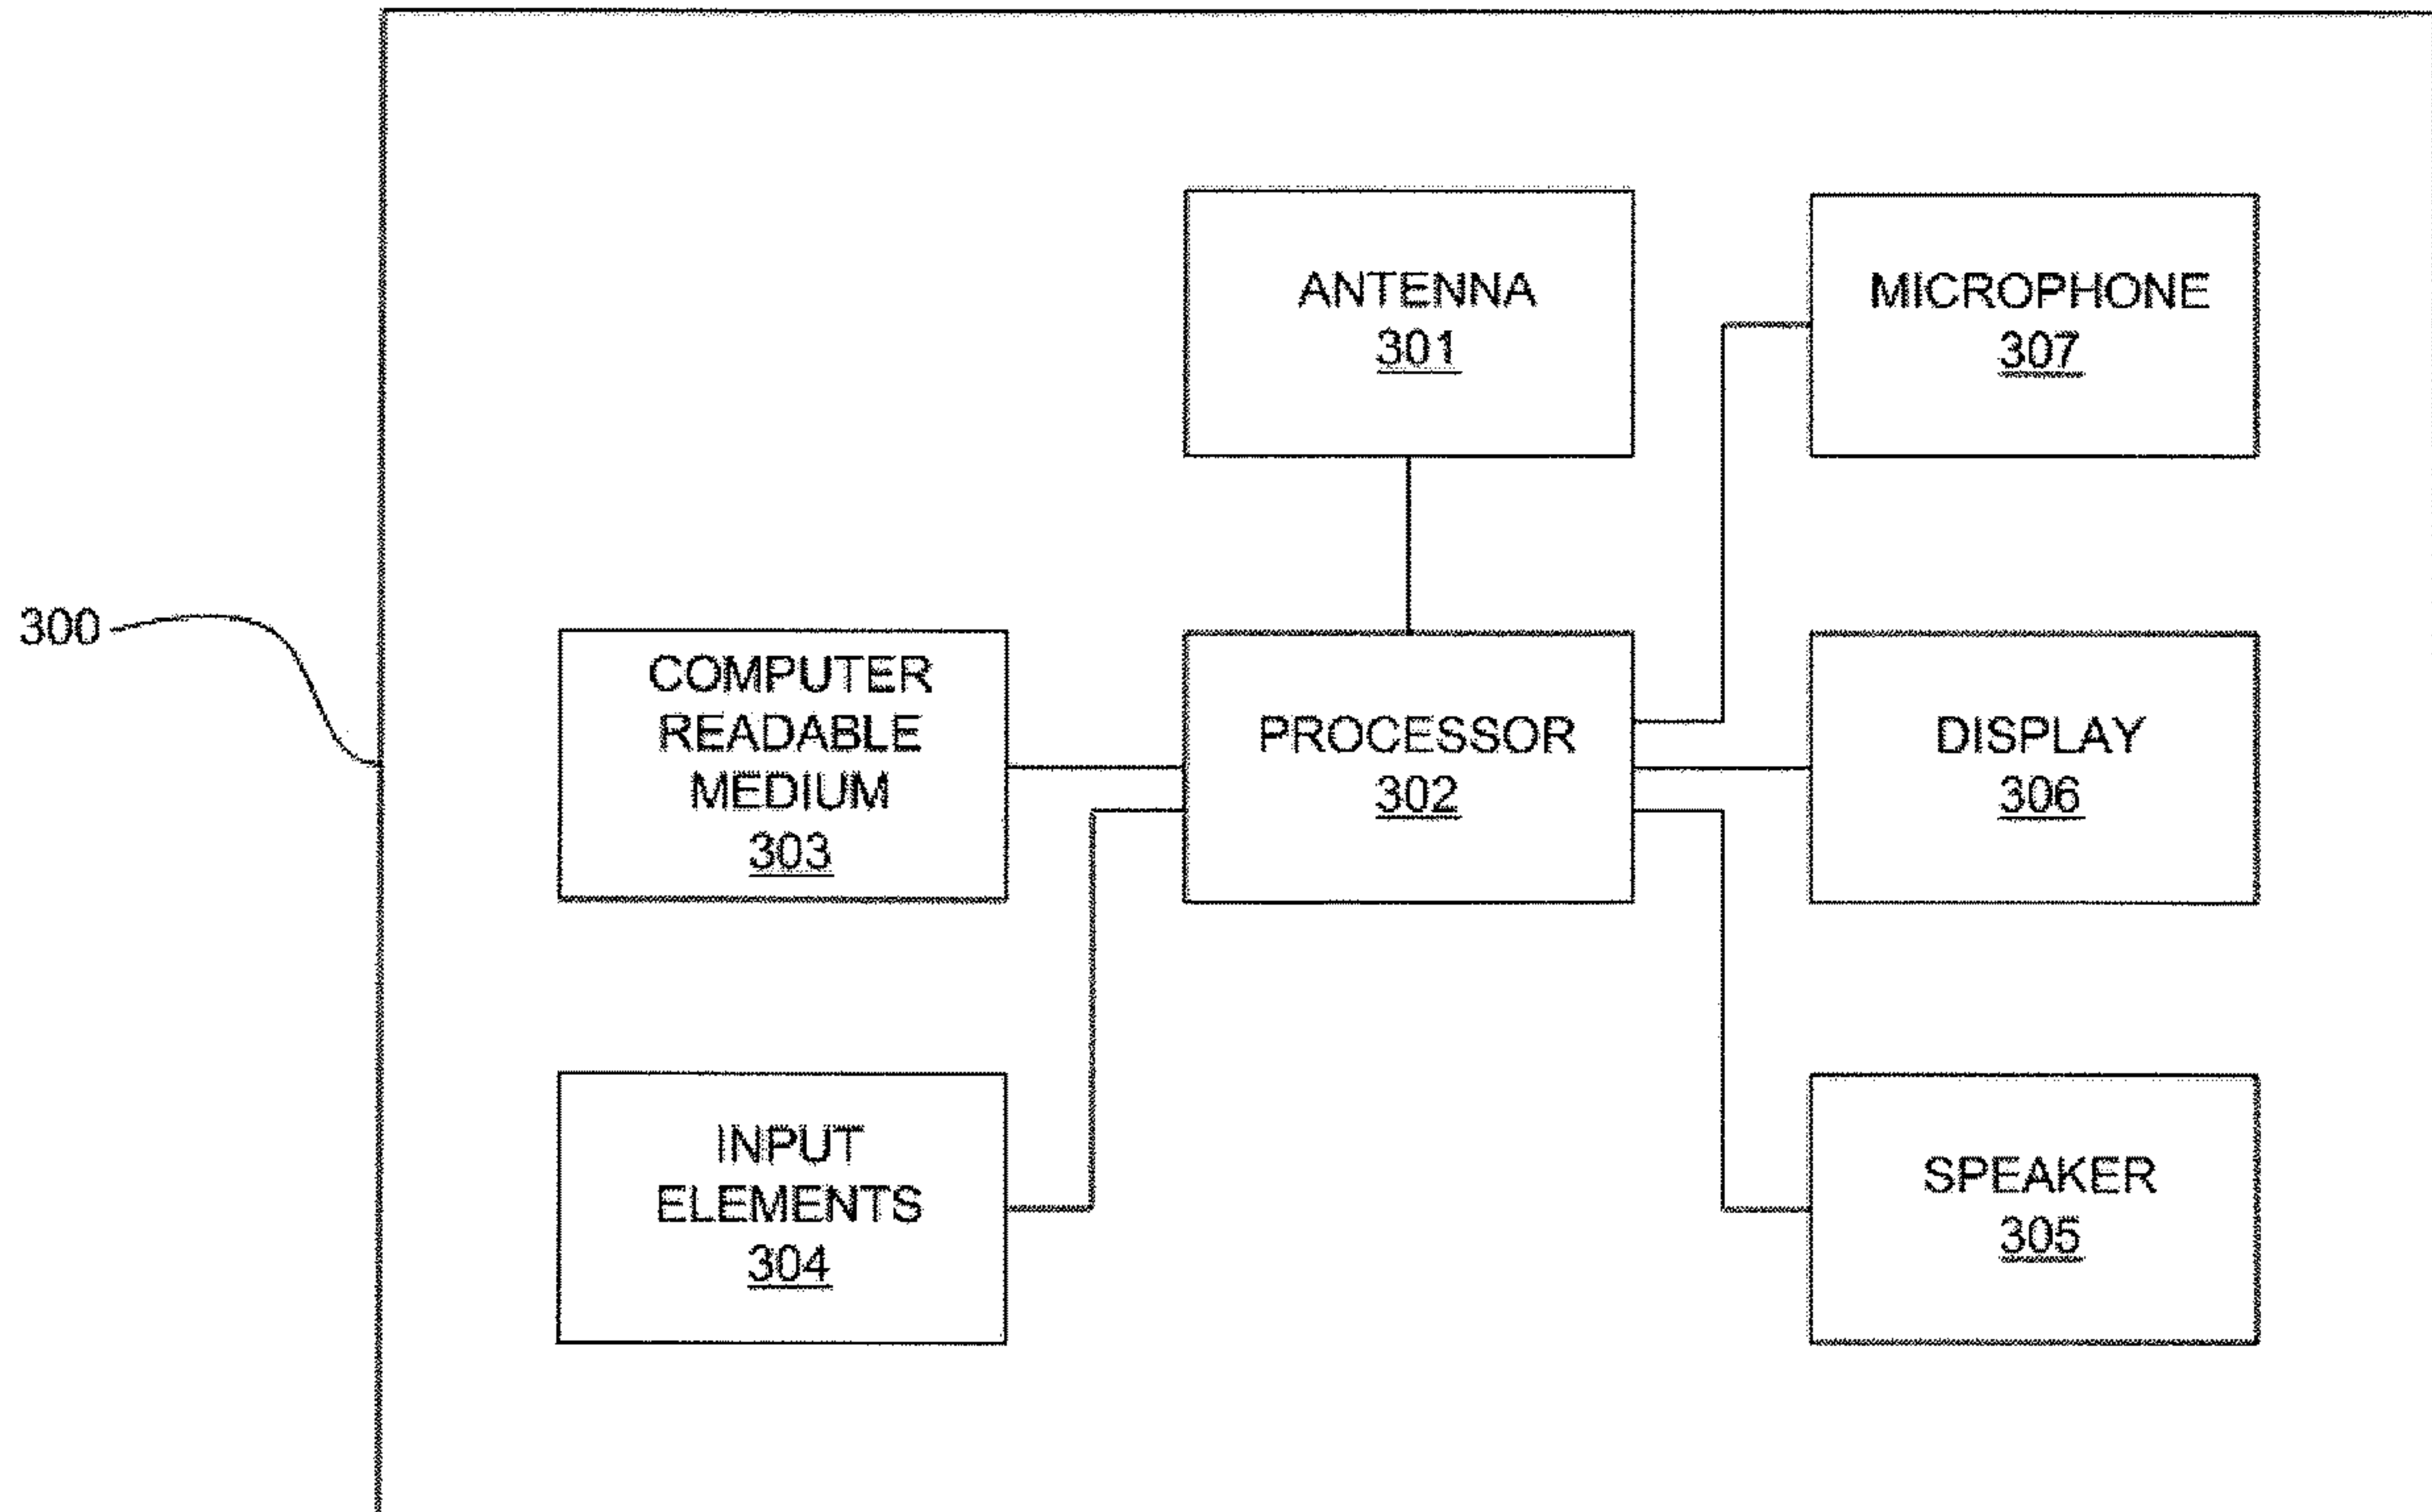 ANTENNA
301
MICROPHONE
307
300
COMPUTER
READABLE
MEDIUM
303
PROCESSOR
302
DISPLAY
306
INPUT
ELEMENTS
304
SPEAKER
305